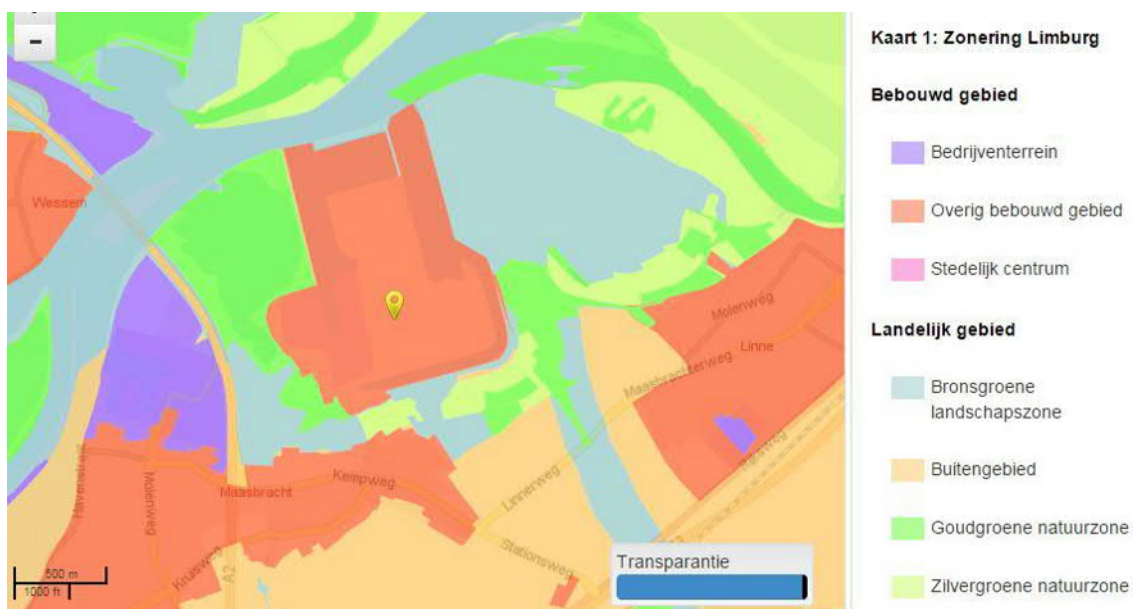 −
Kaart 1: Zonering Limburg
Bebouwd gebied
Bedrijventerrein
Overig bebouwd gebied
Stedelijk centrum
Landelijk gebied
Bronsgroene
landschapszone
Buitengebied
Goudgroene natuurzone
Zilvergroene natuurzone
Wessem
Molenweg
Linne
Maasbrachterweg
Rijksweg
Havenstraat
Molenweg
Maasbracht
Kempweg
Linnerweg
Stationsweg
Kruisweg
A2
500 m
1000 ft
Transparantie